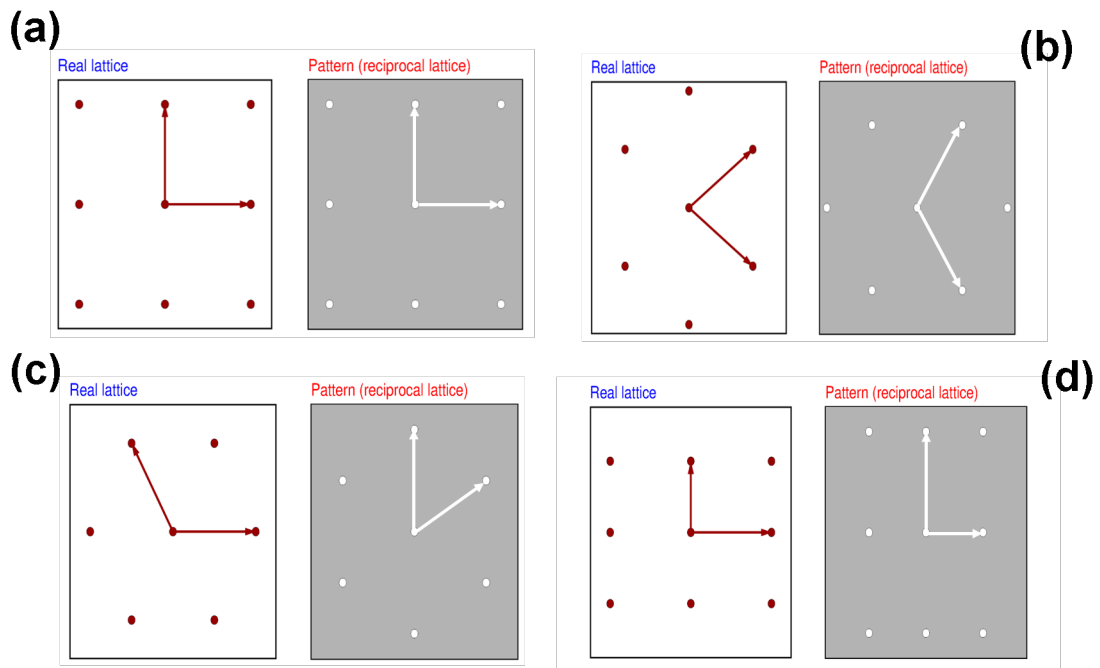 (a)
Real lattice
Pattern (reciprocal lattice)
(b)
Real lattice
Pattern (reciprocal lattice)
(c)
Real lattice
Pattern (reciprocal lattice)
(d)
Real lattice
Pattern (reciprocal lattice)